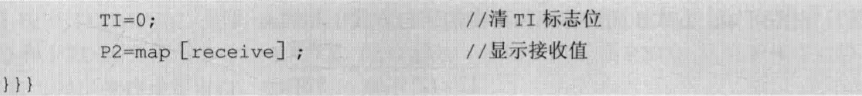 TI=0; //清 TI 标志位
P2=map [receive] ; //显示接收值
}}}